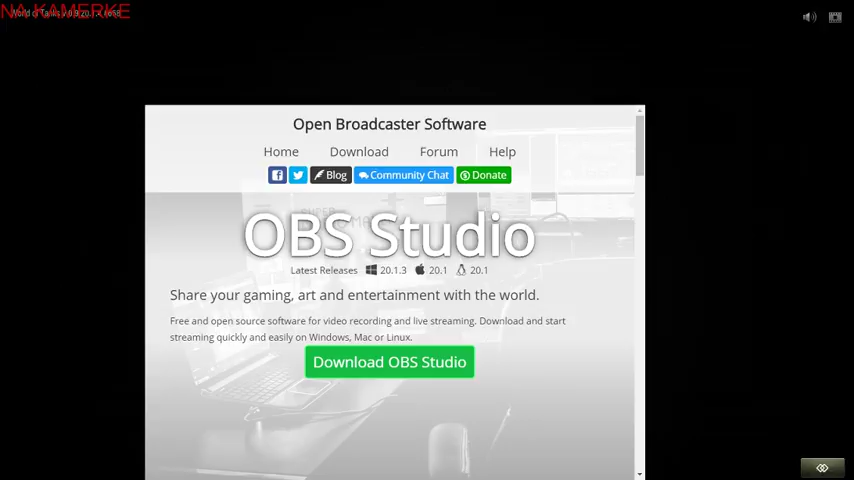 NA KAMERKE
Open Broadcaster Software
Home Download Forum Help
Blog Community Chat Donate
OBS Studio
Latest Releases 20.1.3 20.1 20.1
Share your gaming, art and entertainment with the world.
Free and open source software for video recording and live streaming. Download and start
streaming quickly and easily on Windows, Mac or Linux.
Download OBS Studio